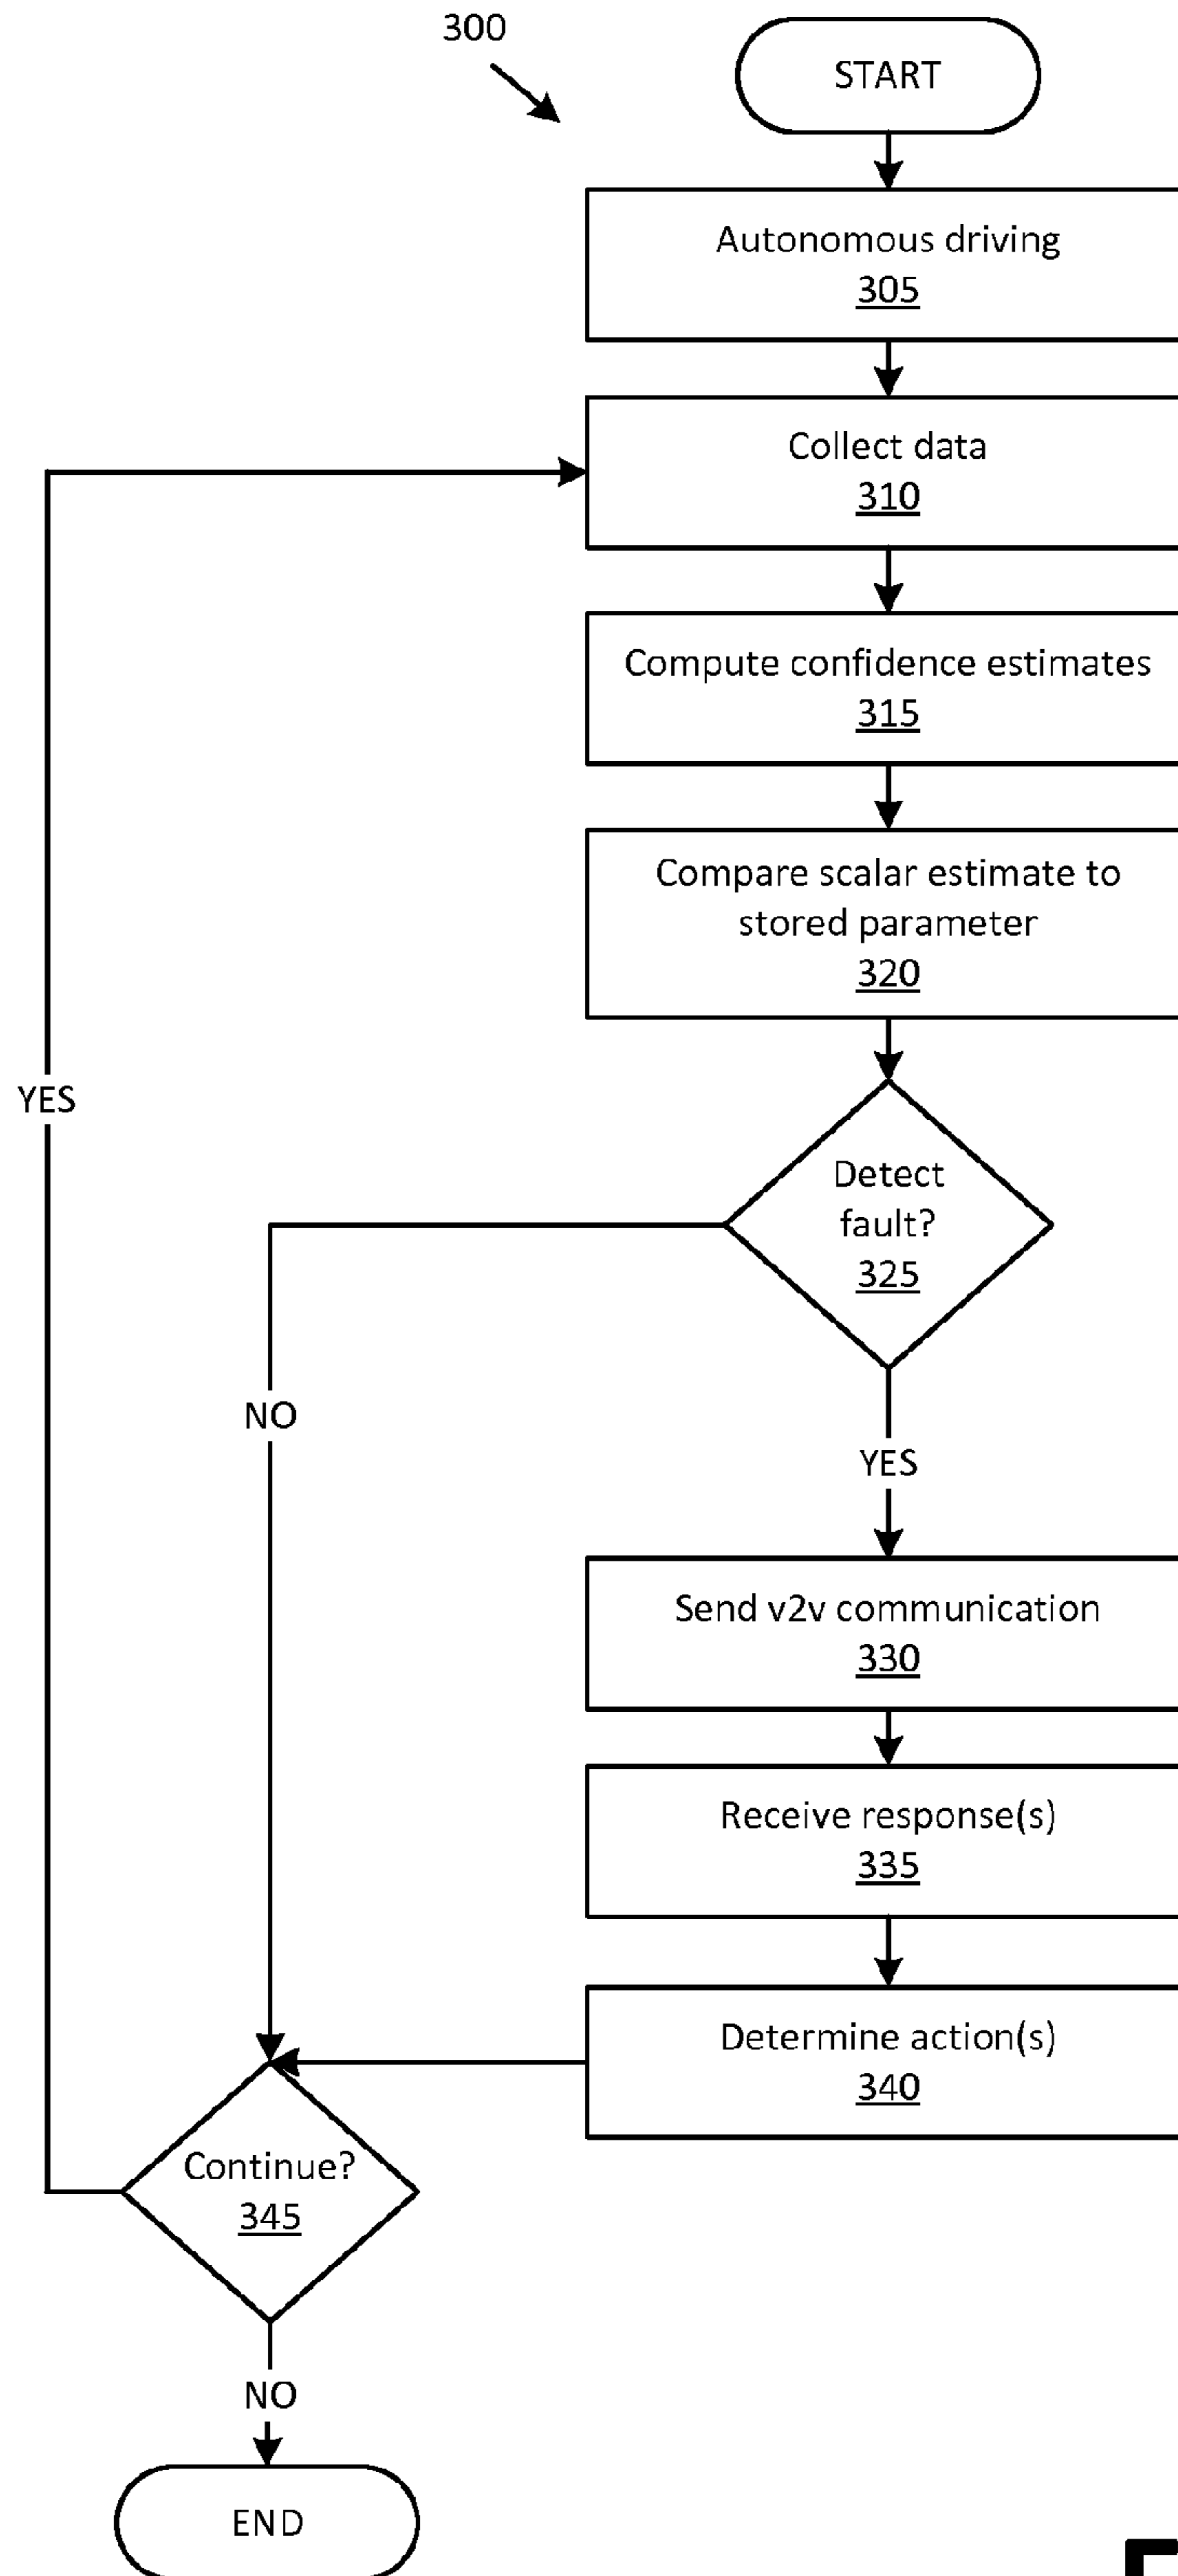 300
START
Autonomous driving
305
Collect data
310
Compute confidence estimates
315
Compare scalar estimate to
stored parameter
320
Detect
fault?
325
YES
NO
YES
Send v2v communication
330
Receive response(s)
335
Determine action(s)
340
Continue?
345
NO
END